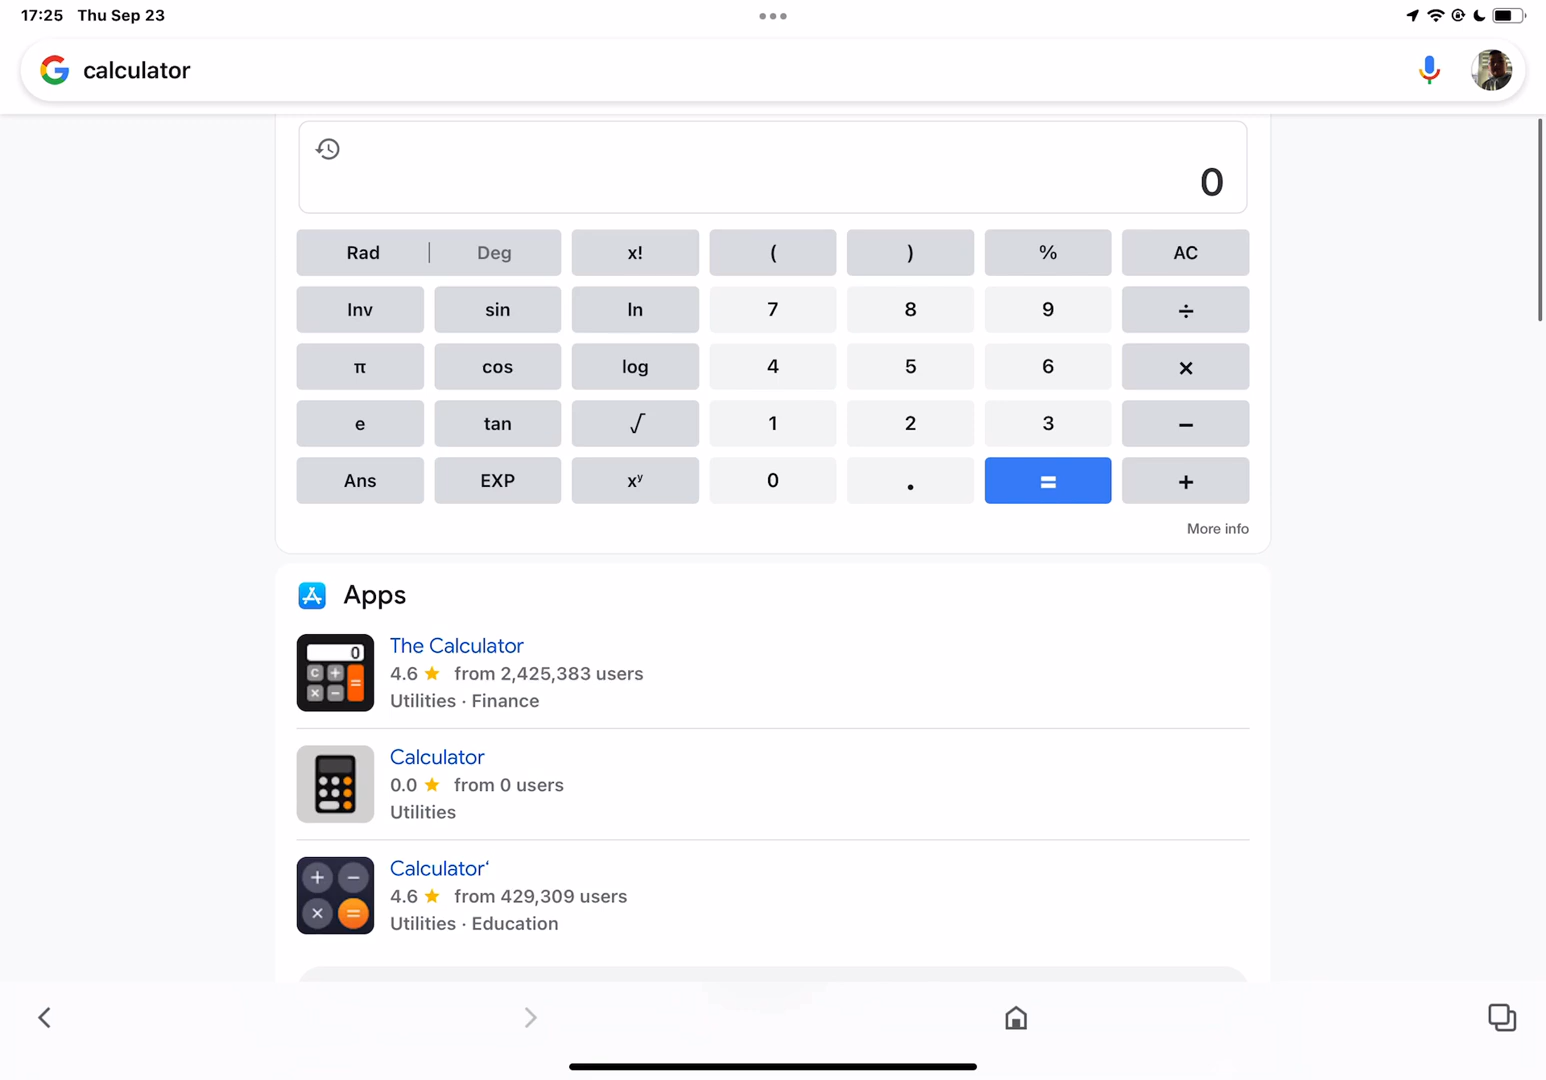 17:25 Thu Sep 23
calculator
0
Rad | Deg x! ( ) % AC
Inv sin ln 7 8 9 ÷
π cos log 4 5 6 ×
e tan √ 1 2 3 −
Ans EXP xʸ 0 . = +
More info
Apps
The Calculator
4.6 ★ from 2,425,383 users
Utilities · Finance
Calculator
0.0 ★ from 0 users
Utilities
Calculator‘
4.6 ★ from 429,309 users
Utilities · Education